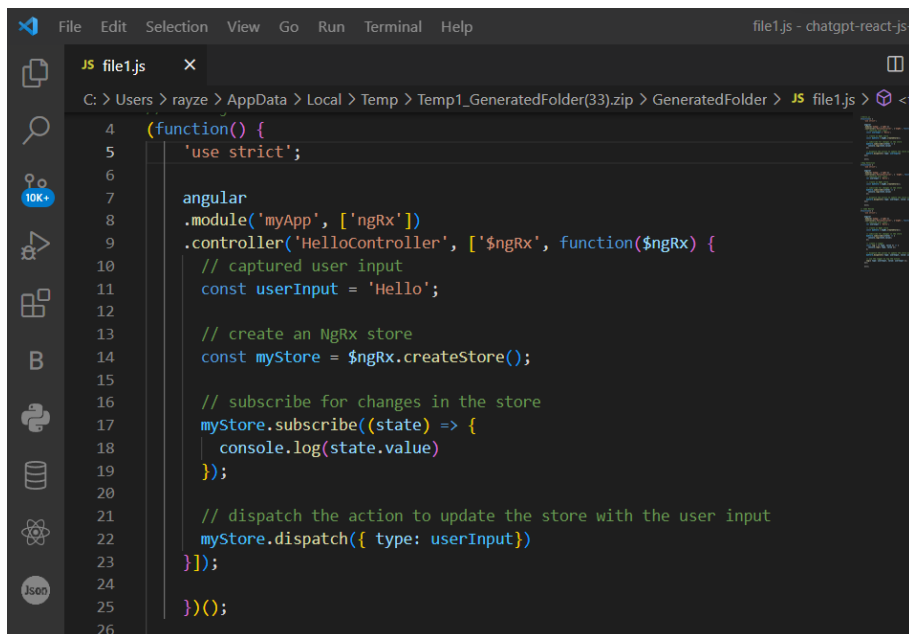 File Edit Selection View Go Run Terminal Help file1.js - chatgpt-react-js-
JS file1.js ×
C: > Users > rayze > AppData > Local > Temp > Temp1_GeneratedFolder(33).zip > GeneratedFolder > JS file1.js >
4 (function() {
5 'use strict';
6
7 angular
8 .module('myApp', ['ngRx'])
9 .controller('HelloController', ['$ngRx', function($ngRx) {
10 // captured user input
11 const userInput = 'Hello';
12
13 // create an NgRx store
14 const myStore = $ngRx.createStore();
15
16 // subscribe for changes in the store
17 myStore.subscribe((state) => {
18 console.log(state.value)
19 });
20
21 // dispatch the action to update the store with the user input
22 myStore.dispatch({ type: userInput})
23 }]);
24
25 })();
26
10K+
B
Json